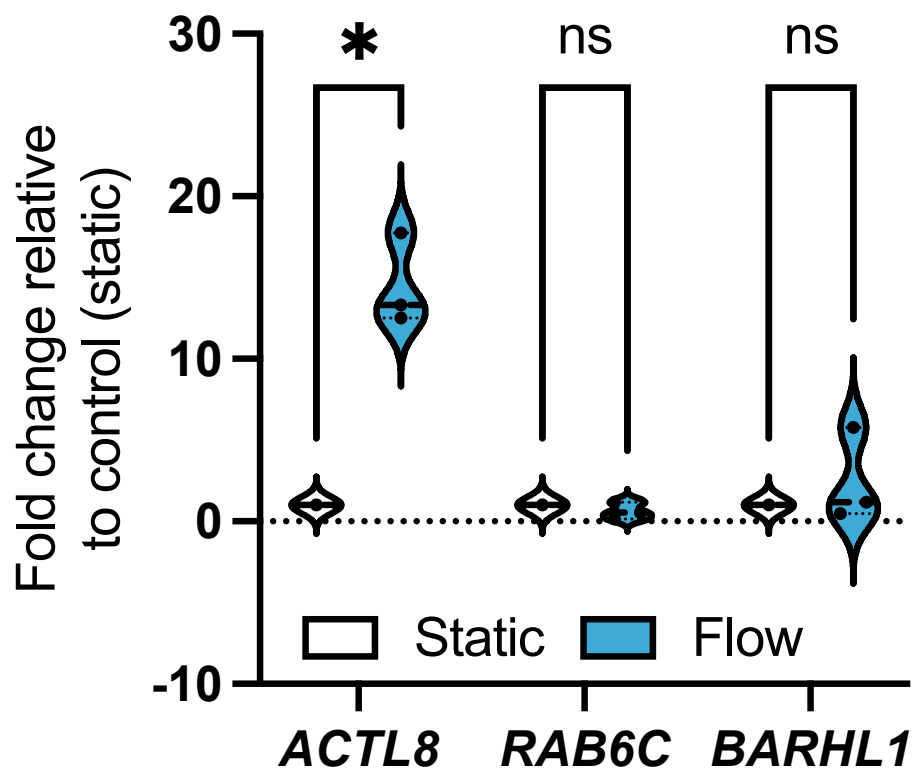 Fold change relative
to control (static)
30
20
10
0
-10
* ns ns
Static Flow
ACTL8 RAB6C BARHL1